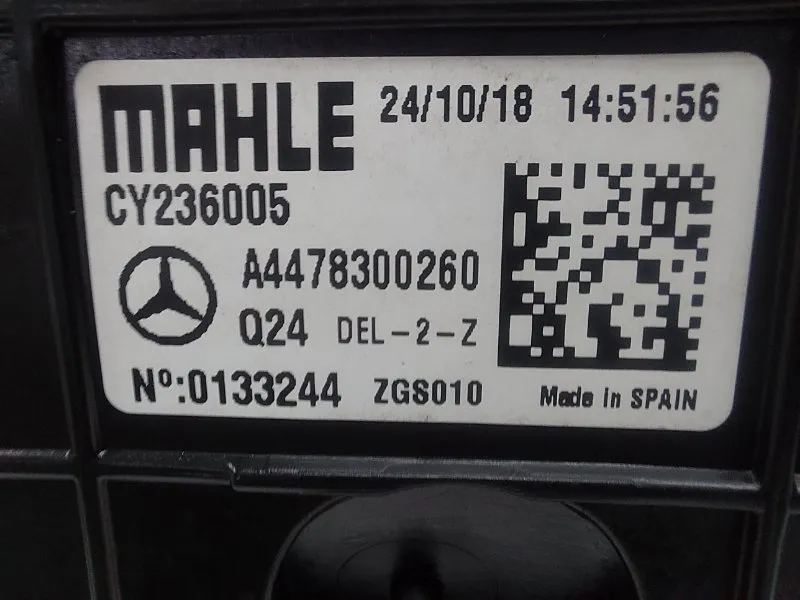 MAHLE 24/10/18 14:51:56
CY236005
A4478300260
Q24 DEL-2-Z
Nº:0133244 ZGS010 Made in SPAIN